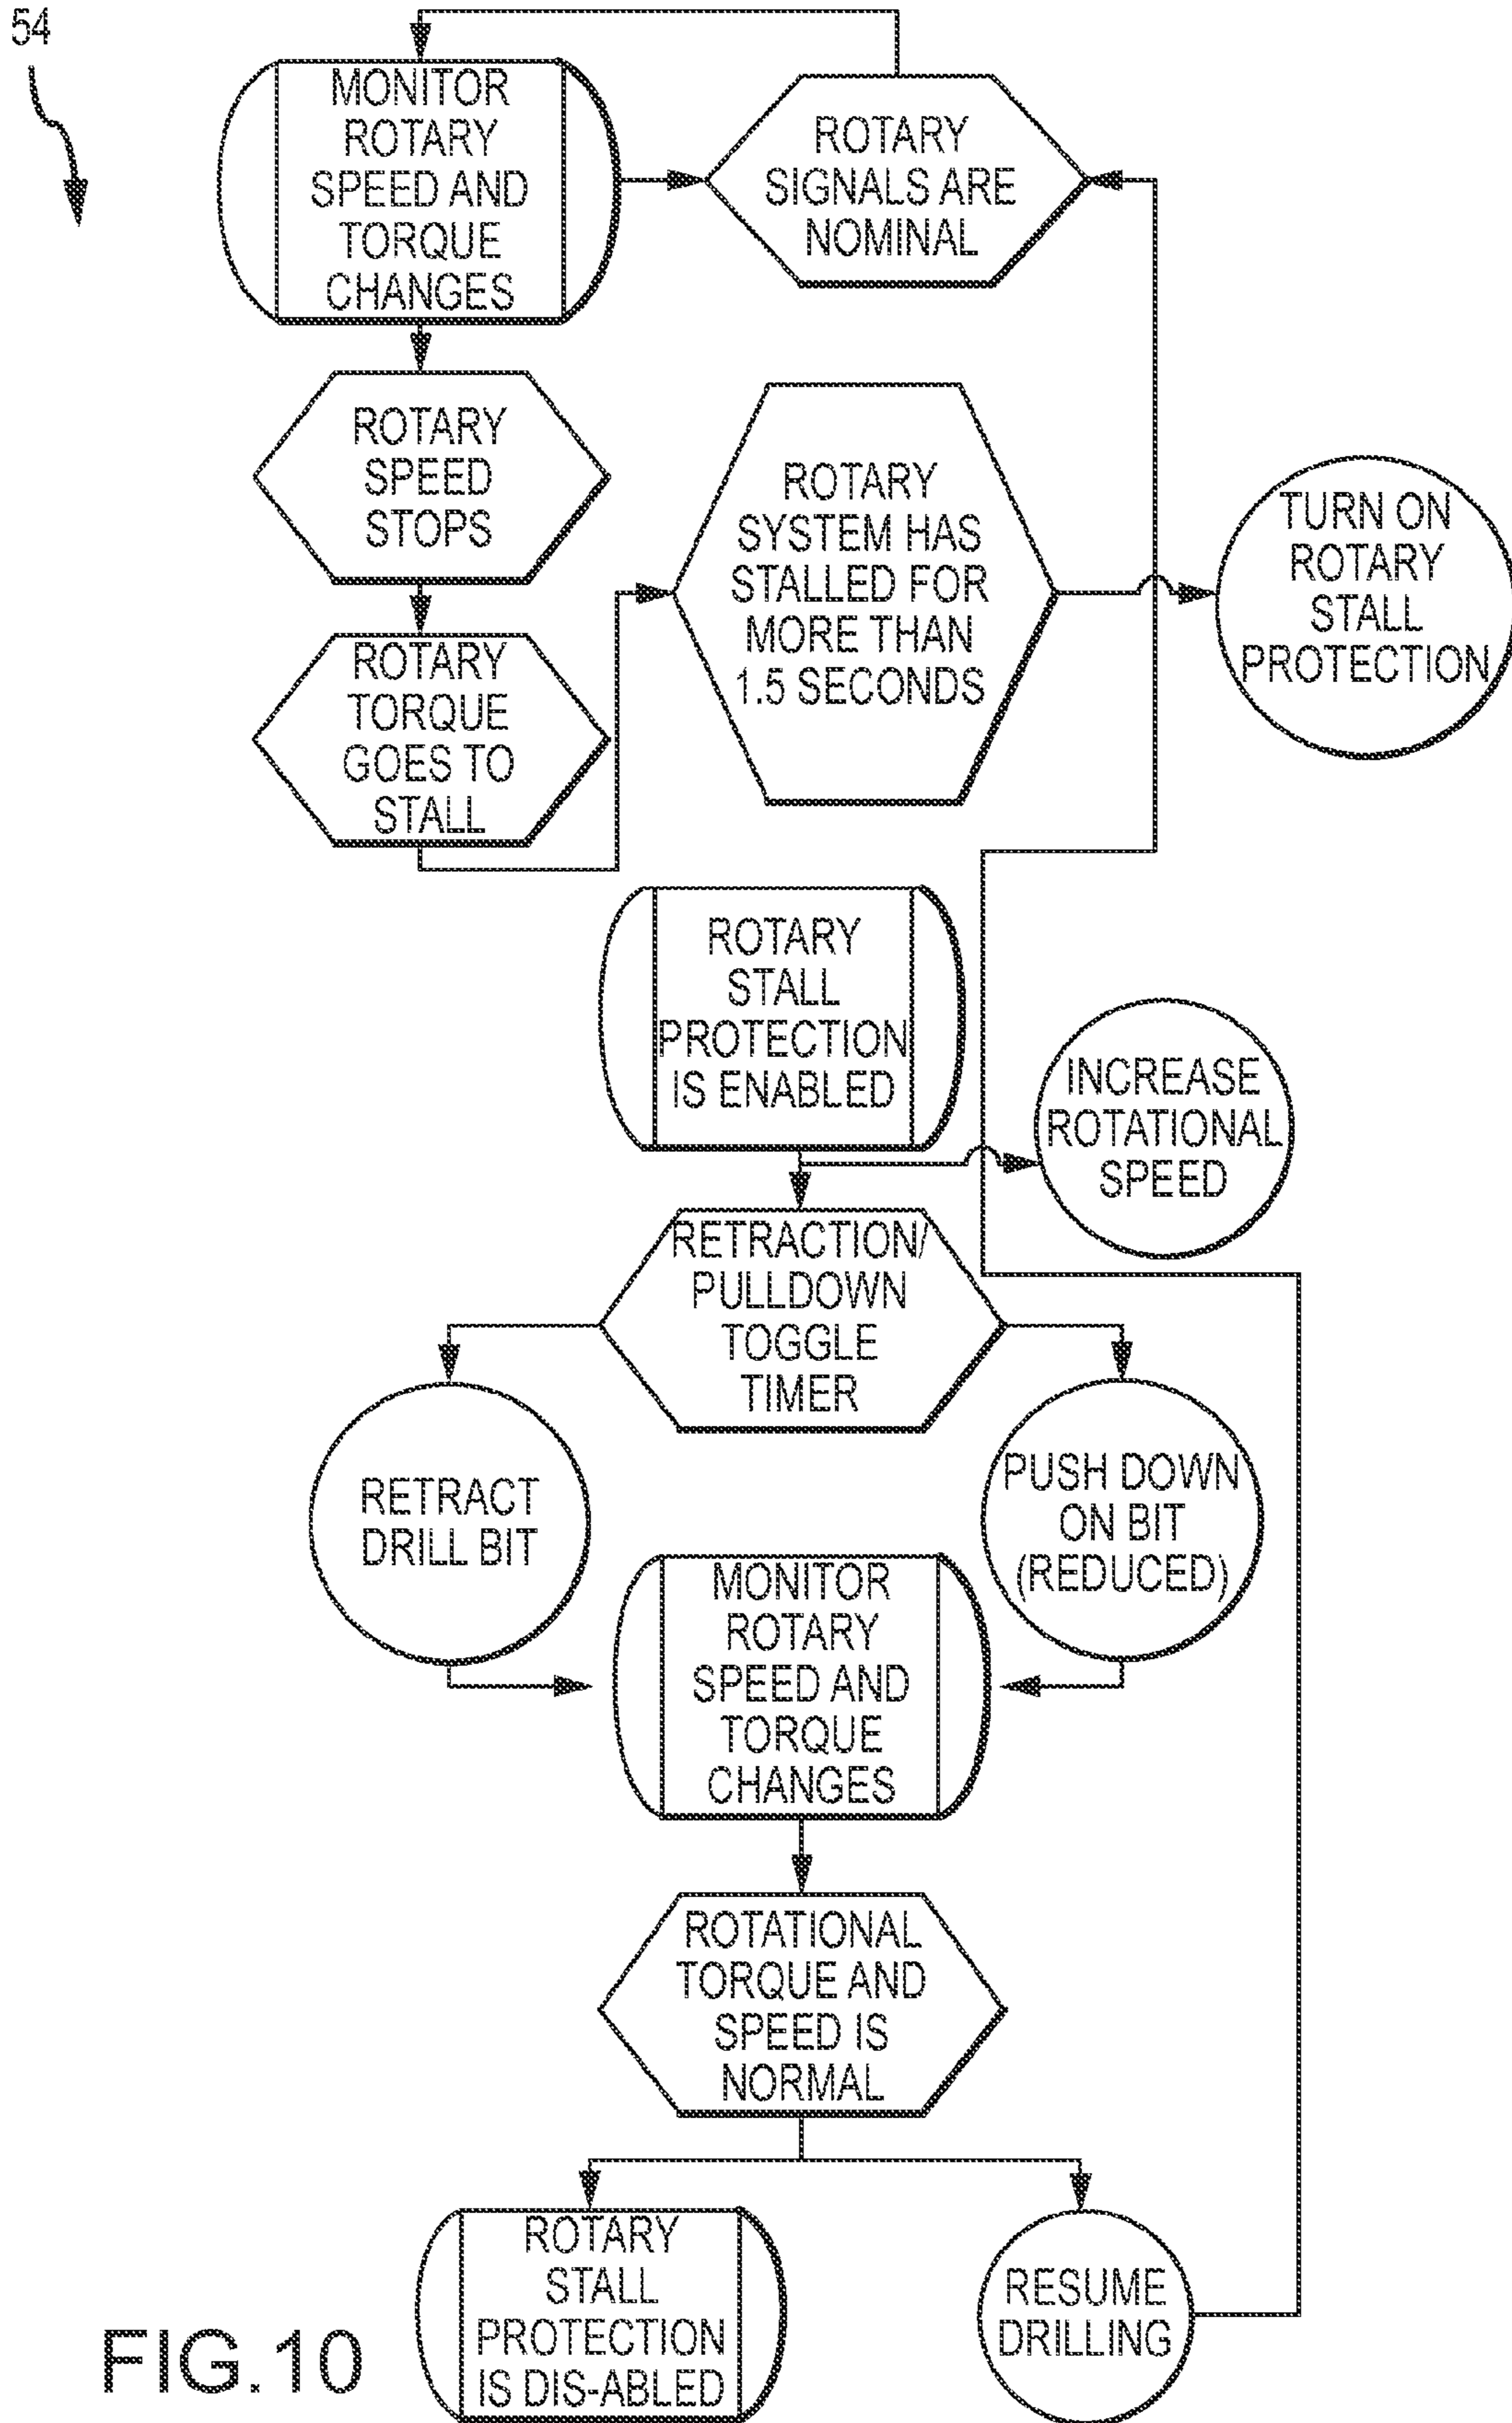 54
MONITOR
ROTARY
SPEED AND
TORQUE
CHANGES
ROTARY
SIGNALS ARE
NOMINAL
ROTARY
SPEED
STOPS
ROTARY
SYSTEM HAS
STALLED FOR
MORE THAN
1.5 SECONDS
TURN ON
ROTARY
STALL
PROTECTION
ROTARY
TORQUE
GOES TO
STALL
ROTARY
STALL
PROTECTION
IS ENABLED
INCREASE
ROTATIONAL
SPEED
RETRACTION/
PULLDOWN
TOGGLE
TIMER
RETRACT
DRILL BIT
PUSH DOWN
ON BIT
(REDUCED)
MONITOR
ROTARY
SPEED AND
TORQUE
CHANGES
ROTATIONAL
TORQUE AND
SPEED IS
NORMAL
ROTARY
STALL
PROTECTION
IS DIS-ABLED
RESUME
DRILLING
FIG.10